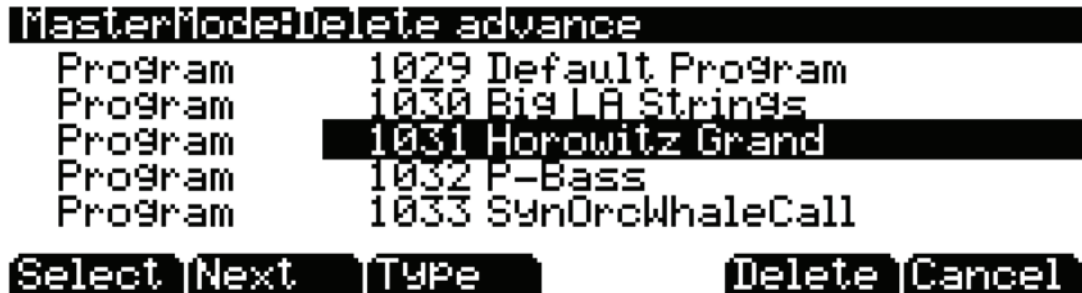 MasterMode:Delete advance
Program 1029 Default Program
Program 1030 Big LA Strings
Program 1031 Horowitz Grand
Program 1032 P-Bass
Program 1033 SynOrcWhaleCall
Select Next Type Delete Cancel